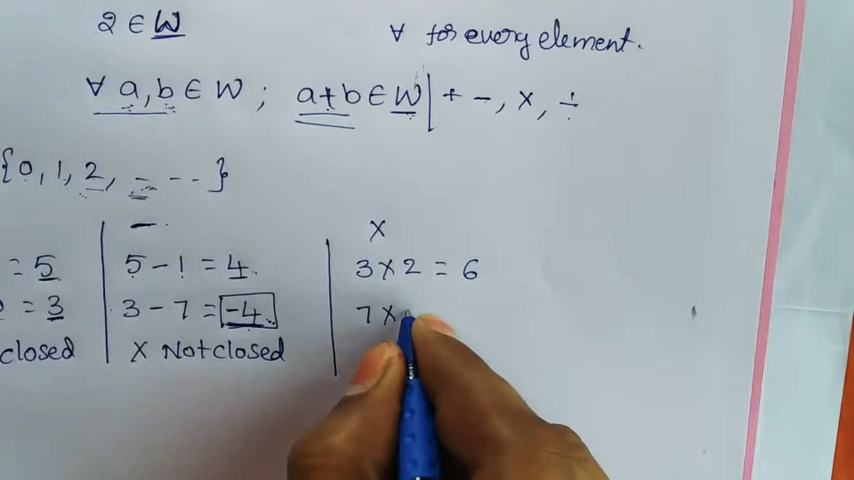 2 ∈ W ∀ for every element.
∀ a, b ∈ W ; a+b ∈ W | + -, ×, ÷
{0, 1, 2, - - - }
= 5
= 3
closed
-
5 - 1 = 4
3 - 7 = -4
X Not closed
×
3 × 2 = 6
7 ×